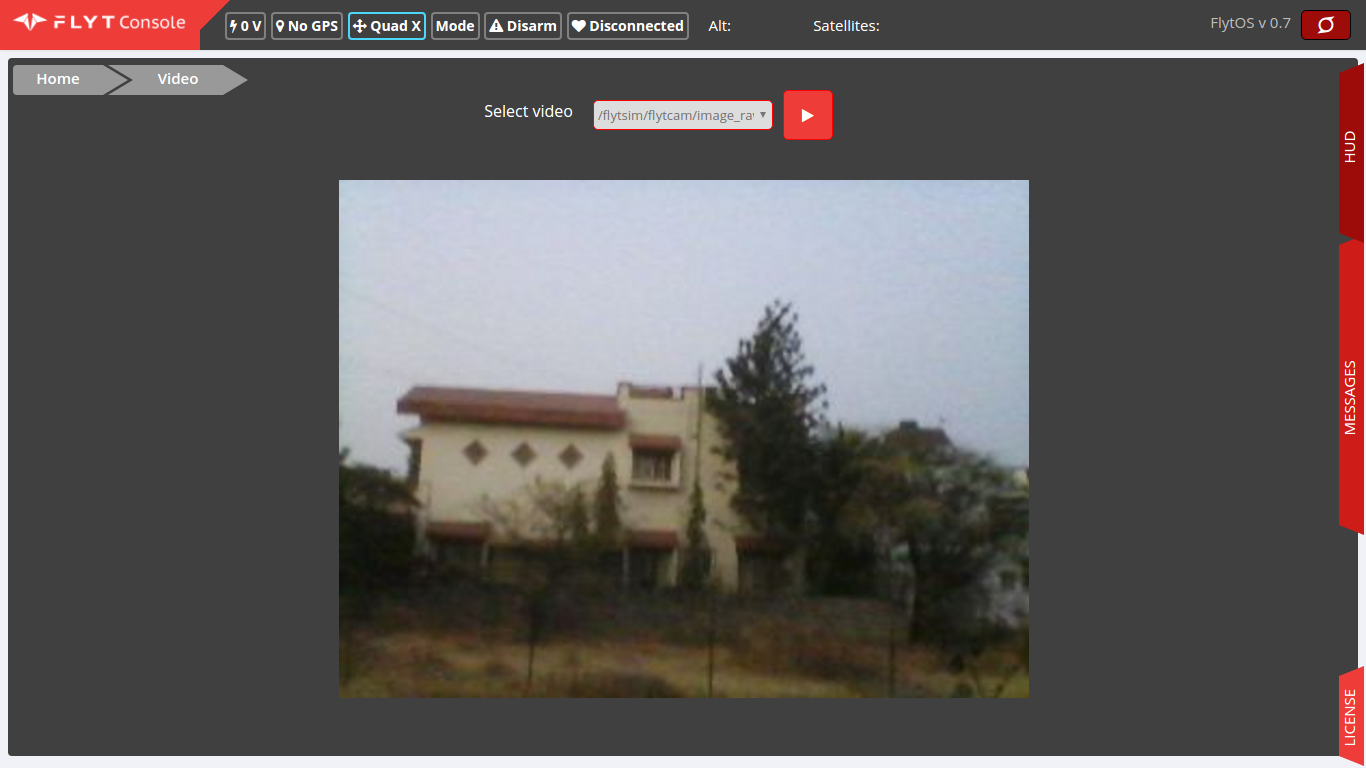 FLYT Console
0 V No GPS Quad X Mode Disarm Disconnected Alt: Satellites: FlytOS v 0.7
Home Video
Select video /flytsim/flytcam/image_ra
HUD
MESSAGES
LICENSE